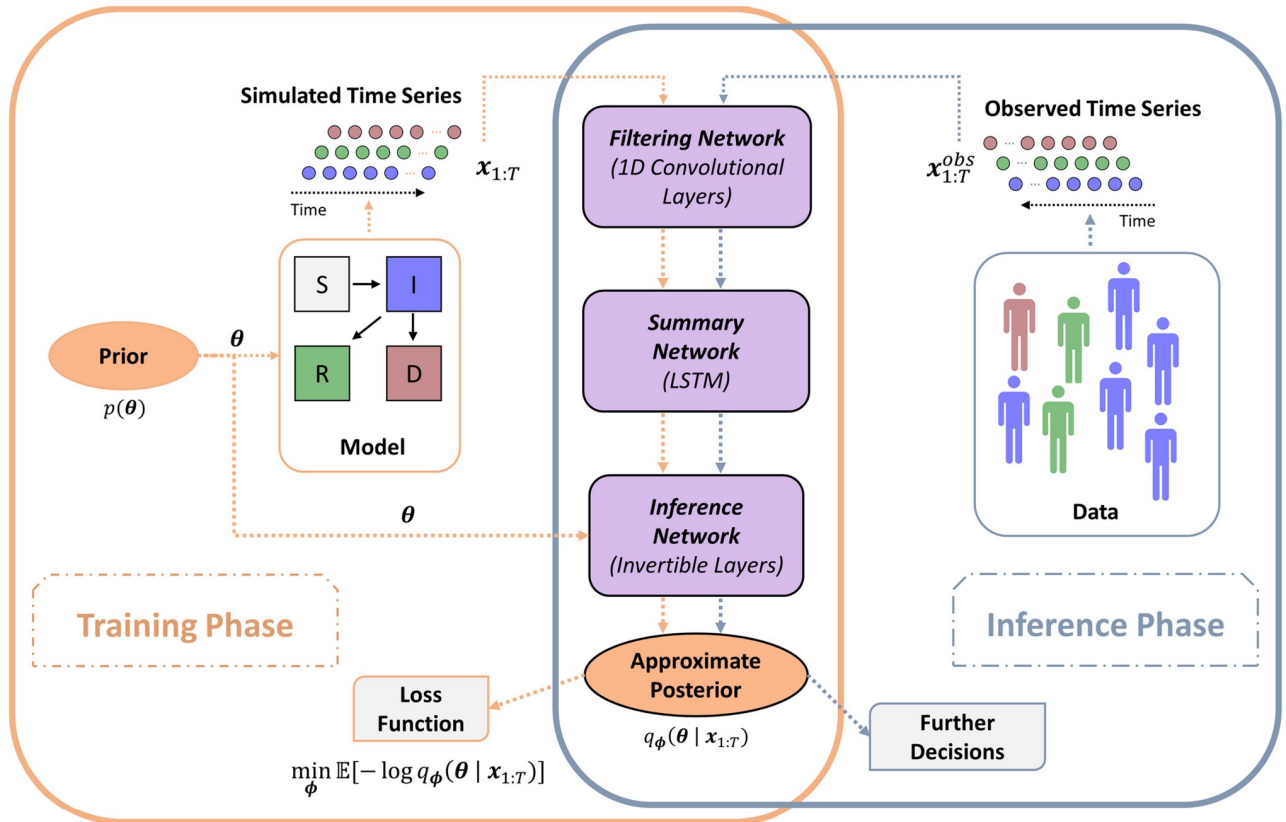 Simulated Time Series
Time
x_{1:T}
Filtering Network
(1D Convolutional
Layers)
Observed Time Series
x^{obs}_{1:T}
Time
S
I
R
D
Model
Prior
p(θ)
θ
θ
Summary
Network
(LSTM)
Inference
Network
(Invertible Layers)
Data
Training Phase
Inference Phase
Approximate
Posterior
q_ϕ(θ | x_{1:T})
Loss
Function
min_ϕ 𝔼[− log q_ϕ(θ | x_{1:T})]
Further
Decisions